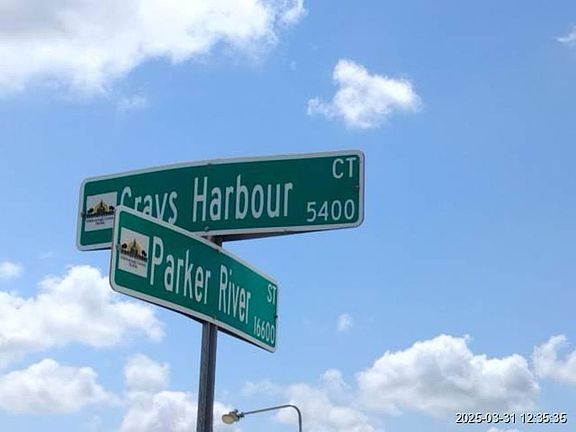 Grays Harbour CT
5400
Parker River ST
16600
2025-03-31 12:35:35